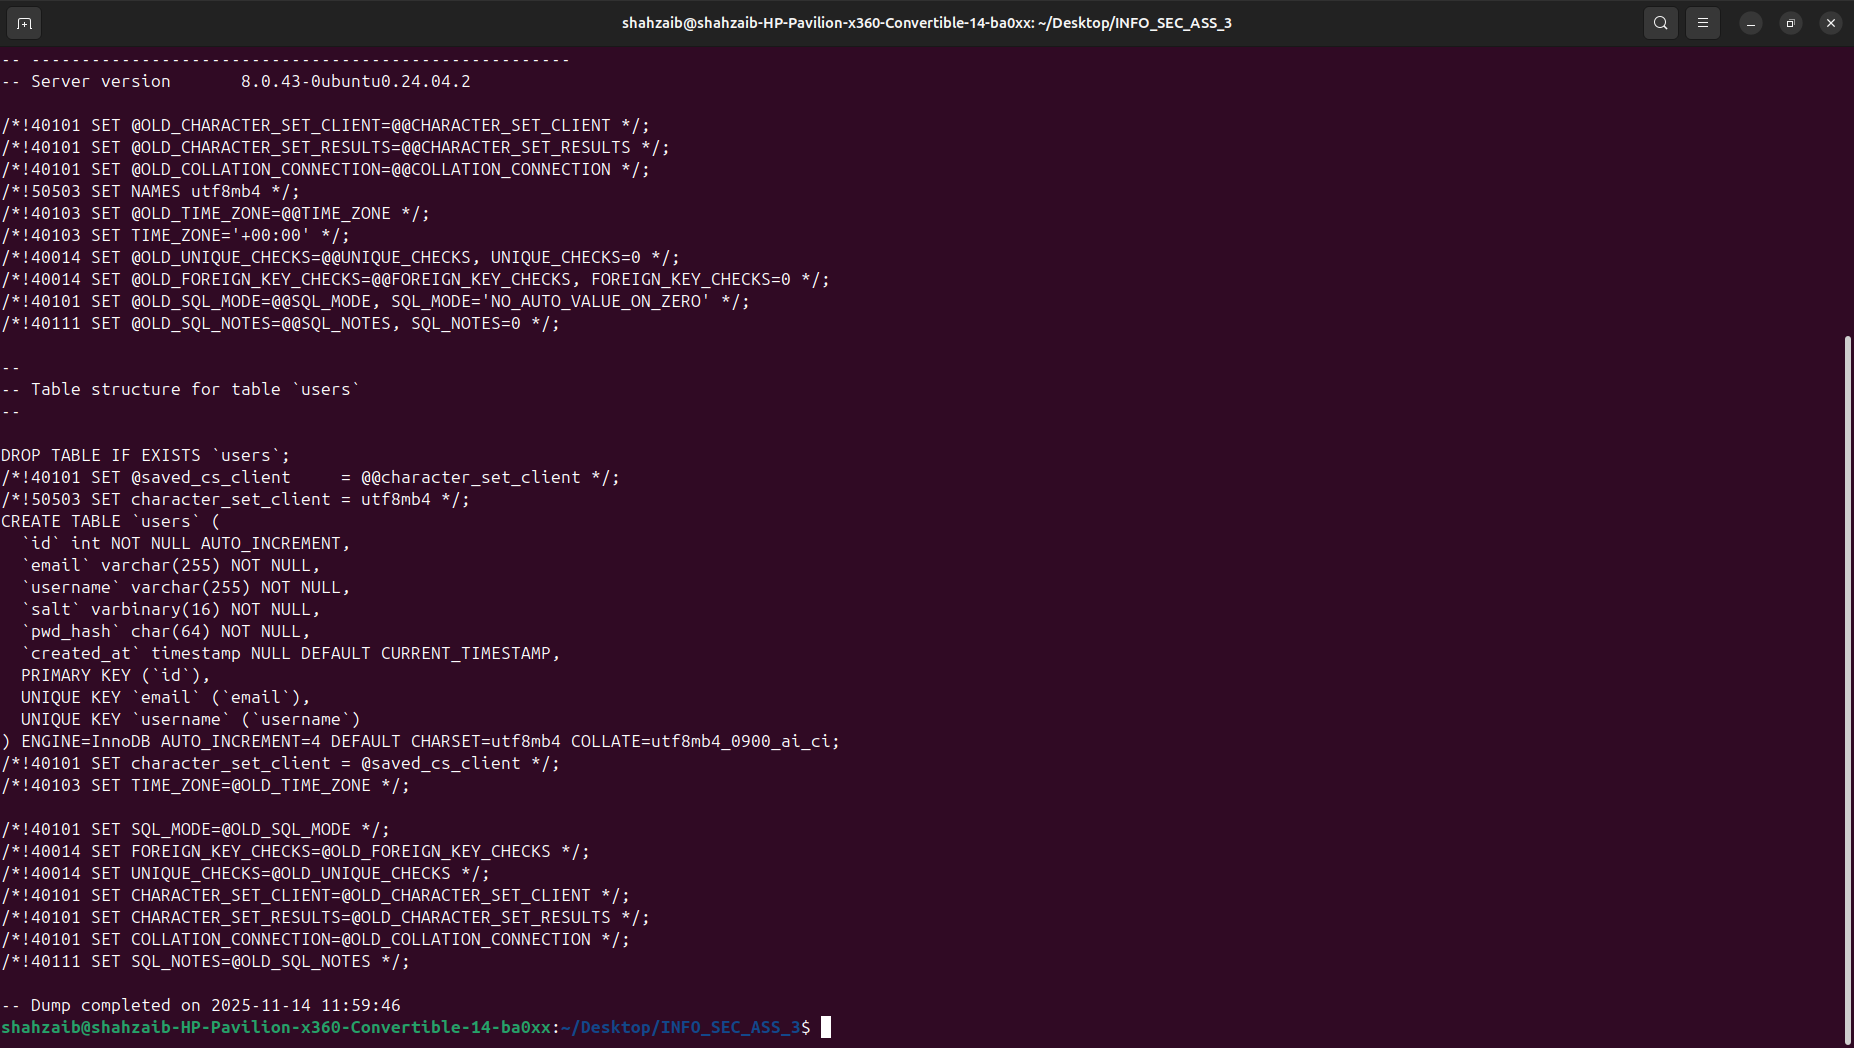 shahzaib@shahzaib-HP-Pavilion-x360-Convertible-14-ba0xx: ~/Desktop/INFO_SEC_ASS_3
-- ------------------------------------------------------
-- Server version       8.0.43-0ubuntu0.24.04.2

/*!40101 SET @OLD_CHARACTER_SET_CLIENT=@@CHARACTER_SET_CLIENT */;
/*!40101 SET @OLD_CHARACTER_SET_RESULTS=@@CHARACTER_SET_RESULTS */;
/*!40101 SET @OLD_COLLATION_CONNECTION=@@COLLATION_CONNECTION */;
/*!50503 SET NAMES utf8mb4 */;
/*!40103 SET @OLD_TIME_ZONE=@@TIME_ZONE */;
/*!40103 SET TIME_ZONE='+00:00' */;
/*!40014 SET @OLD_UNIQUE_CHECKS=@@UNIQUE_CHECKS, UNIQUE_CHECKS=0 */;
/*!40014 SET @OLD_FOREIGN_KEY_CHECKS=@@FOREIGN_KEY_CHECKS, FOREIGN_KEY_CHECKS=0 */;
/*!40101 SET @OLD_SQL_MODE=@@SQL_MODE, SQL_MODE='NO_AUTO_VALUE_ON_ZERO' */;
/*!40111 SET @OLD_SQL_NOTES=@@SQL_NOTES, SQL_NOTES=0 */;

--
-- Table structure for table `users`
--

DROP TABLE IF EXISTS `users`;
/*!40101 SET @saved_cs_client     = @@character_set_client */;
/*!50503 SET character_set_client = utf8mb4 */;
CREATE TABLE `users` (
  `id` int NOT NULL AUTO_INCREMENT,
  `email` varchar(255) NOT NULL,
  `username` varchar(255) NOT NULL,
  `salt` varbinary(16) NOT NULL,
  `pwd_hash` char(64) NOT NULL,
  `created_at` timestamp NULL DEFAULT CURRENT_TIMESTAMP,
  PRIMARY KEY (`id`),
  UNIQUE KEY `email` (`email`),
  UNIQUE KEY `username` (`username`)
) ENGINE=InnoDB AUTO_INCREMENT=4 DEFAULT CHARSET=utf8mb4 COLLATE=utf8mb4_0900_ai_ci;
/*!40101 SET character_set_client = @saved_cs_client */;
/*!40103 SET TIME_ZONE=@OLD_TIME_ZONE */;

/*!40101 SET SQL_MODE=@OLD_SQL_MODE */;
/*!40014 SET FOREIGN_KEY_CHECKS=@OLD_FOREIGN_KEY_CHECKS */;
/*!40014 SET UNIQUE_CHECKS=@OLD_UNIQUE_CHECKS */;
/*!40101 SET CHARACTER_SET_CLIENT=@OLD_CHARACTER_SET_CLIENT */;
/*!40101 SET CHARACTER_SET_RESULTS=@OLD_CHARACTER_SET_RESULTS */;
/*!40101 SET COLLATION_CONNECTION=@OLD_COLLATION_CONNECTION */;
/*!40111 SET SQL_NOTES=@OLD_SQL_NOTES */;

-- Dump completed on 2025-11-14 11:59:46
shahzaib@shahzaib-HP-Pavilion-x360-Convertible-14-ba0xx:~/Desktop/INFO_SEC_ASS_3$